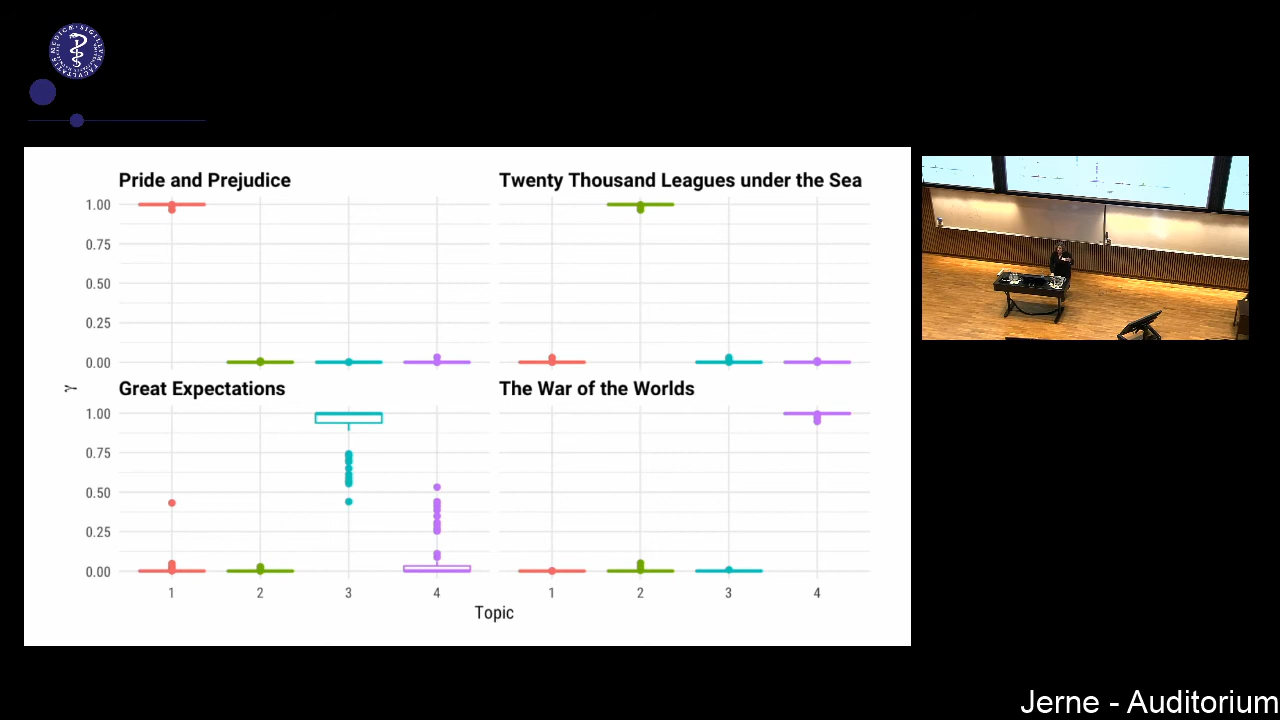 Pride and Prejudice
Twenty Thousand Leagues under the Sea
1.00
0.75
0.50
0.25
0.00
γ
Great Expectations
The War of the Worlds
1.00
0.75
0.50
0.25
0.00
1 2 3 4 1 2 3 4
Topic
Jerne - Auditorium